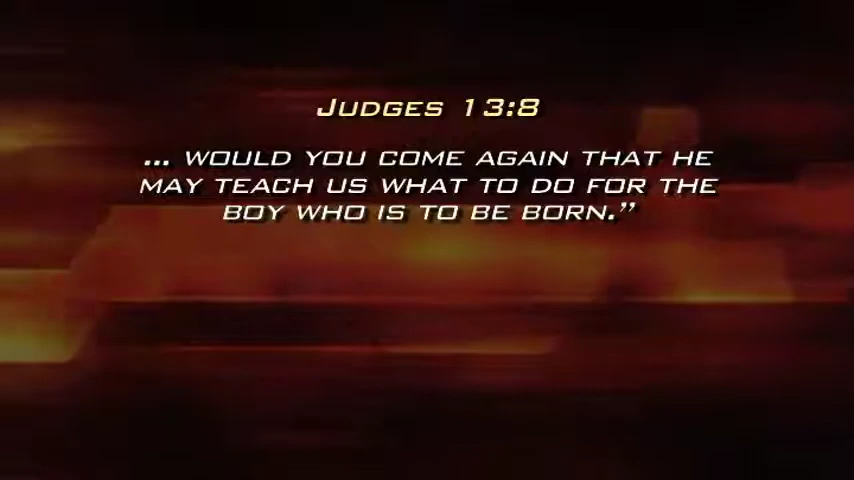 JUDGES 13:8
... WOULD YOU COME AGAIN THAT HE
MAY TEACH US WHAT TO DO FOR THE
BOY WHO IS TO BE BORN.”